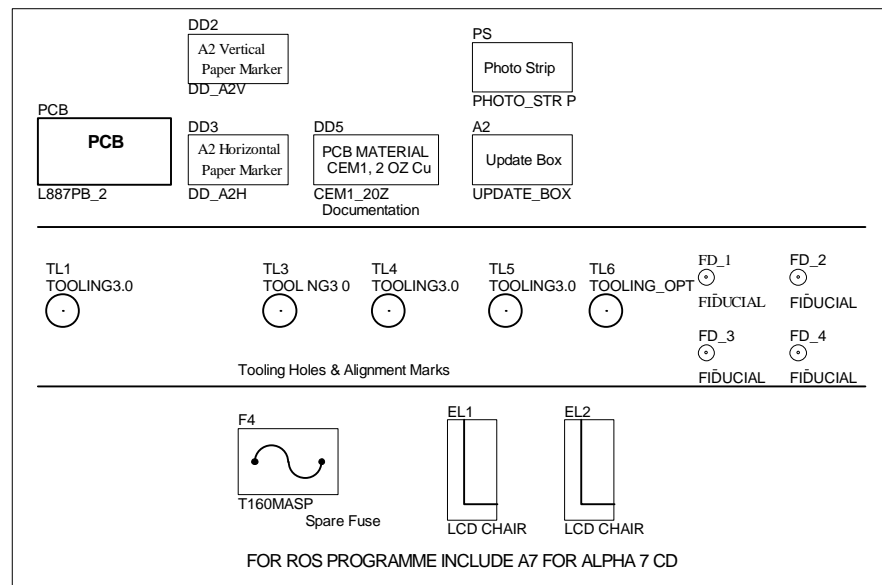 DD2
A2 Vertical
Paper Marker
DD_A2V
PS
Photo Strip
PHOTO_STR P
PCB
PCB
L887PB_2
DD3
A2 Horizontal
Paper Marker
DD_A2H
DD5
PCB MATERIAL
CEM1, 2 OZ Cu
CEM1_20Z
Documentation
A2
Update Box
UPDATE_BOX
TL1
TOOLING3.0
TL3
TOOL NG3 0
TL4
TOOLING3.0
TL5
TOOLING3.0
TL6
TOOLING_OPT
FD_1
FIDUCIAL
FD_2
FIDUCIAL
FD_3
FIDUCIAL
FD_4
FIDUCIAL
Tooling Holes & Alignment Marks
F4
T160MASP
Spare Fuse
EL1
LCD CHAIR
EL2
LCD CHAIR
FOR ROS PROGRAMME INCLUDE A7 FOR ALPHA 7 CD